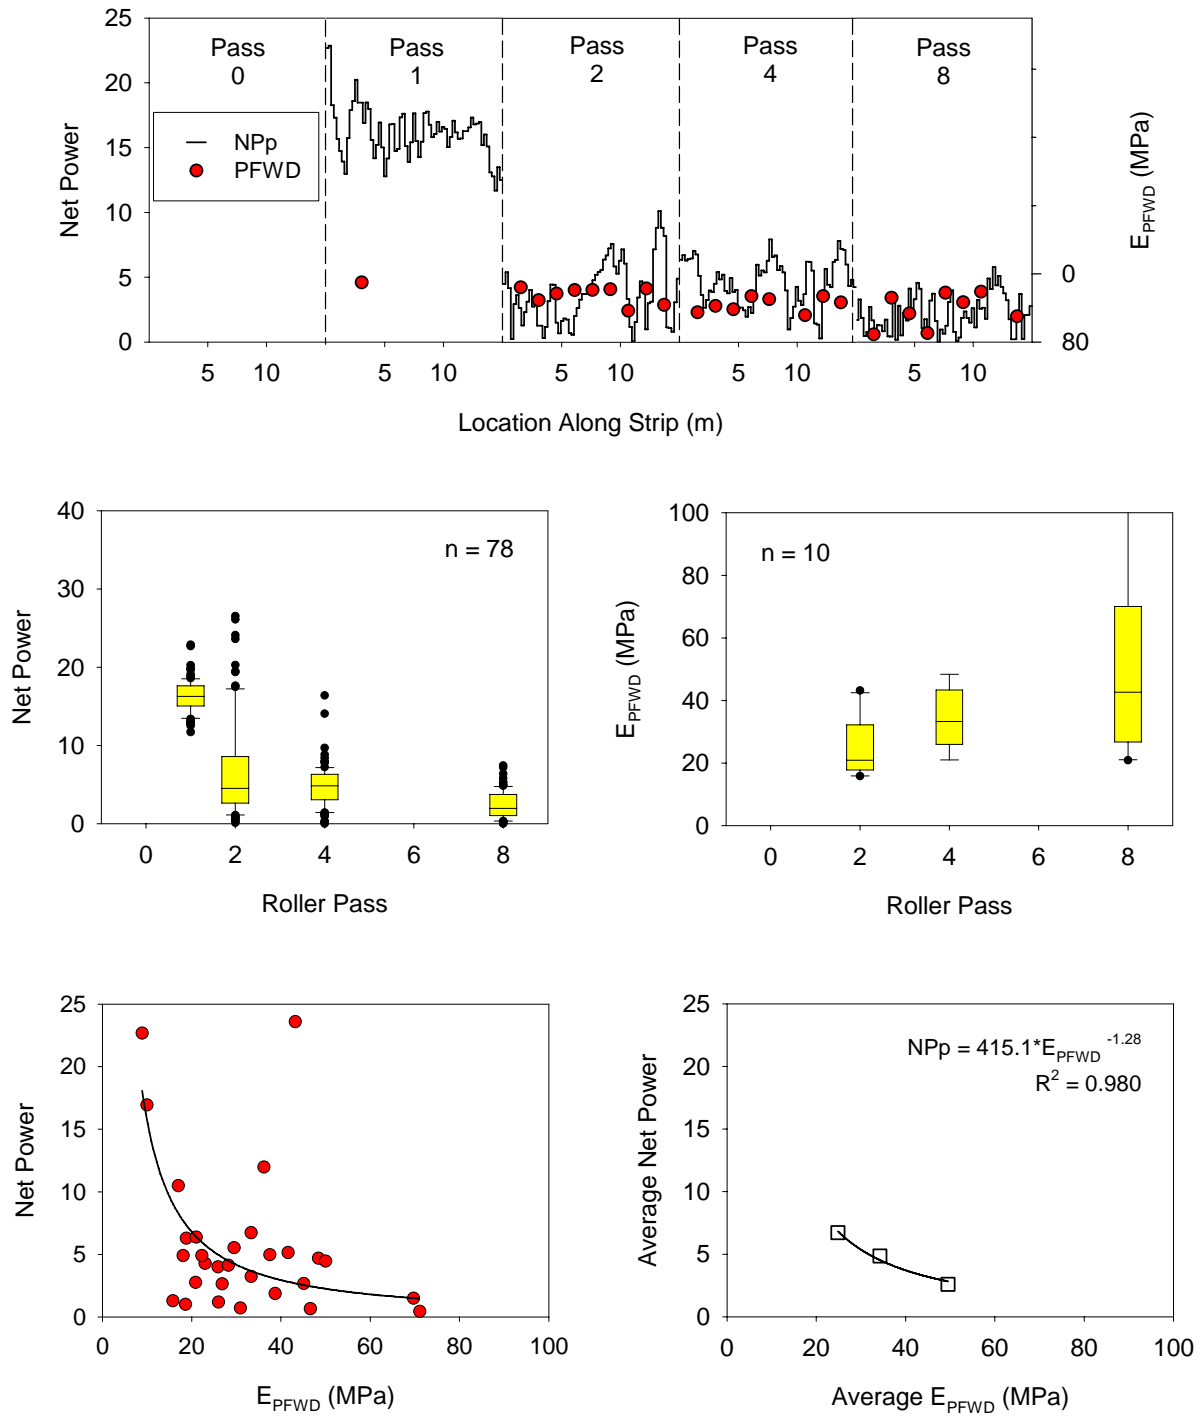 25
20
15
10
5
0
Net Power
Pass
0
Pass
1
Pass
2
Pass
4
Pass
8
NPp
PFWD
0
80
E_PFWD (MPa)
5 10 5 10 5 10 5 10 5 10
Location Along Strip (m)
40
30
20
10
0
Net Power
n = 78
0 2 4 6 8
Roller Pass
100
80
60
40
20
0
E_PFWD (MPa)
n = 10
0 2 4 6 8
Roller Pass
25
20
15
10
5
0
Net Power
0 20 40 60 80 100
E_PFWD (MPa)
25
20
15
10
5
0
Average Net Power
NPp = 415.1*E_PFWD ^-1.28
R² = 0.980
0 20 40 60 80 100
Average E_PFWD (MPa)